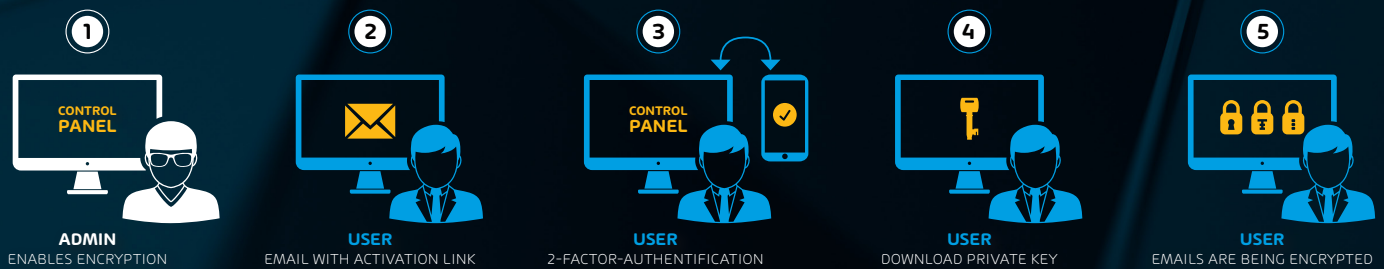 1
CONTROL
PANEL
ADMIN
ENABLES ENCRYPTION
2
USER
EMAIL WITH ACTIVATION LINK
3
CONTROL
PANEL
USER
2-FACTOR-AUTHENTIFICATION
4
USER
DOWNLOAD PRIVATE KEY
5
USER
EMAILS ARE BEING ENCRYPTED